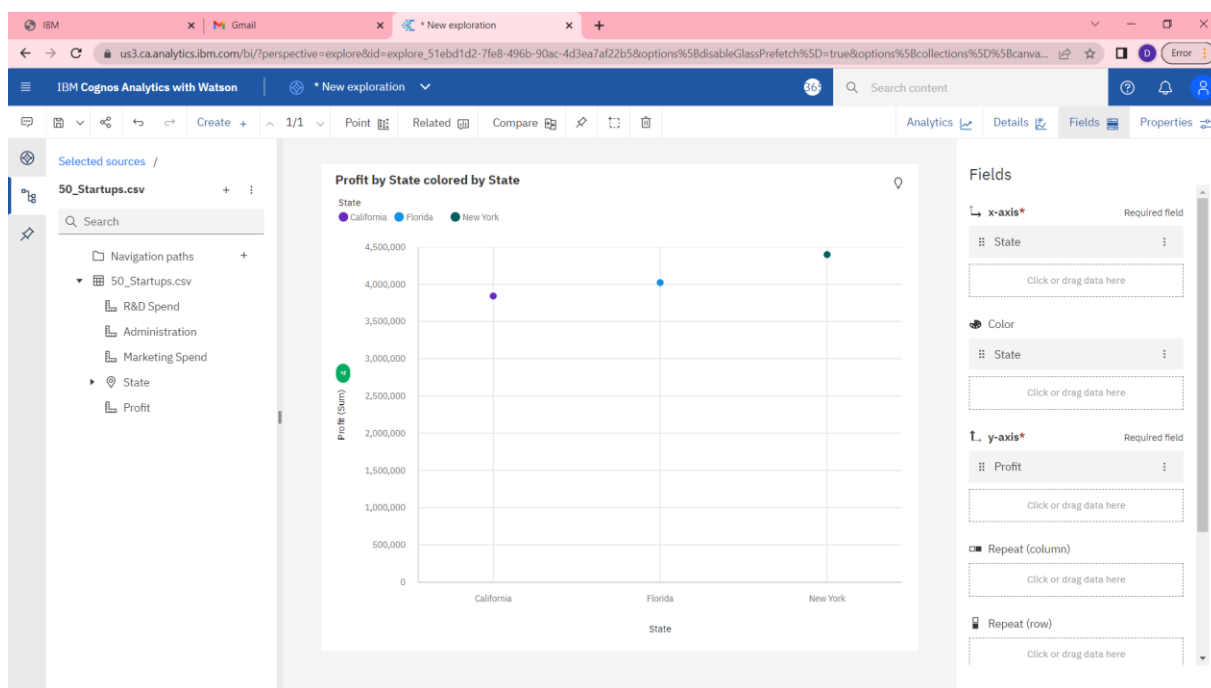 IBM
Gmail
* New exploration
us3.ca.analytics.ibm.com/bi/?perspective=explore&id=explore_51ebd1d2-7fe8-496b-90ac-4d3ea7af22b5&options%5BdisableGlassPrefetch%5D=true&options%5Bcollections%5D%5Bcanva...
D
Error
IBM Cognos Analytics with Watson
* New exploration
Search content
Create
1/1
Point
Related
Compare
Analytics
Details
Fields
Properties
Selected sources /
50_Startups.csv
Search
Navigation paths
50_Startups.csv
R&D Spend
Administration
Marketing Spend
State
Profit
Profit by State colored by State
State
California Florida New York
4,500,000
4,000,000
3,500,000
3,000,000
2,500,000
2,000,000
1,500,000
1,000,000
500,000
0
Profit (Sum)
California Florida New York
State
Fields
x-axis* Required field
State
Click or drag data here
Color
State
Click or drag data here
y-axis* Required field
Profit
Click or drag data here
Repeat (column)
Click or drag data here
Repeat (row)
Click or drag data here